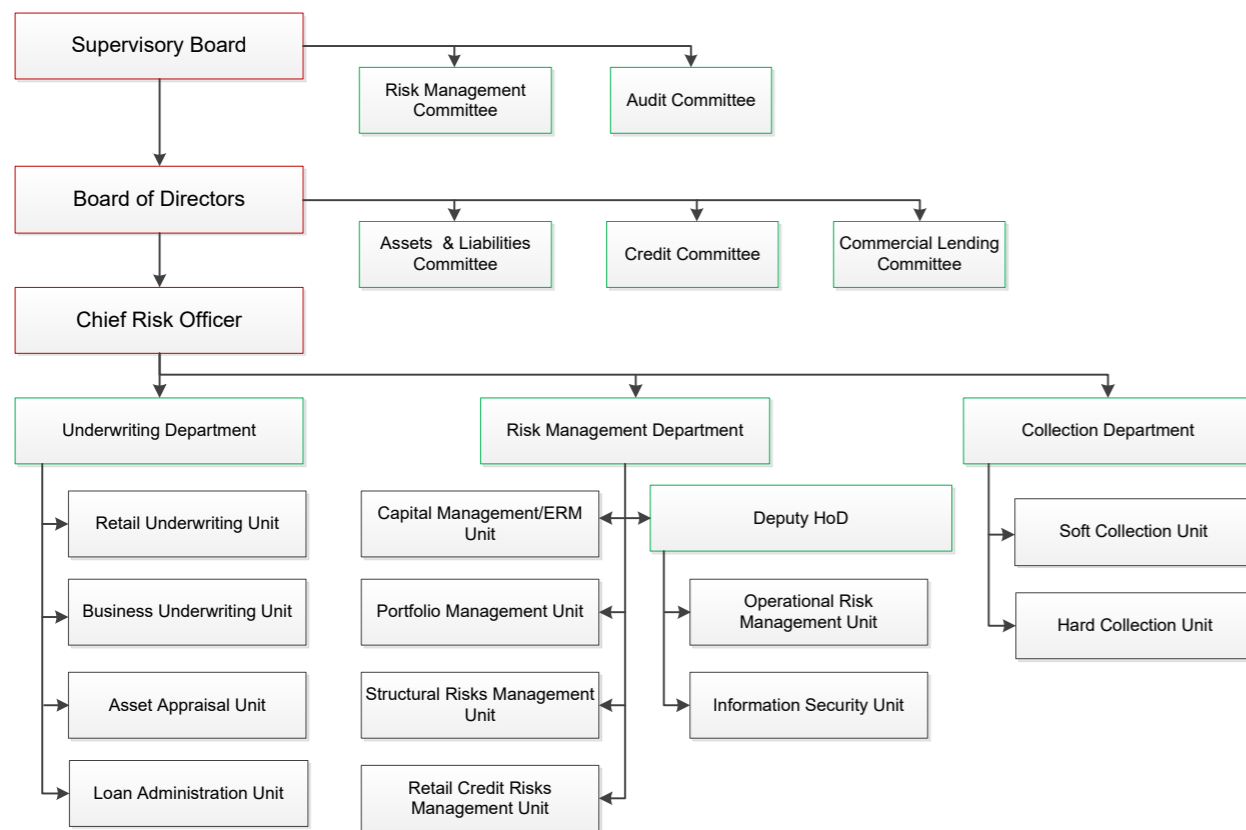 Supervisory Board
Risk Management
Committee
Audit Committee
Board of Directors
Assets & Liabilities
Committee
Credit Committee
Commercial Lending
Committee
Chief Risk Officer
Underwriting Department
Risk Management Department
Collection Department
Retail Underwriting Unit
Capital Management/ERM
Unit
Deputy HoD
Soft Collection Unit
Business Underwriting Unit
Portfolio Management Unit
Operational Risk
Management Unit
Hard Collection Unit
Asset Appraisal Unit
Structural Risks Management
Unit
Information Security Unit
Loan Administration Unit
Retail Credit Risks
Management Unit